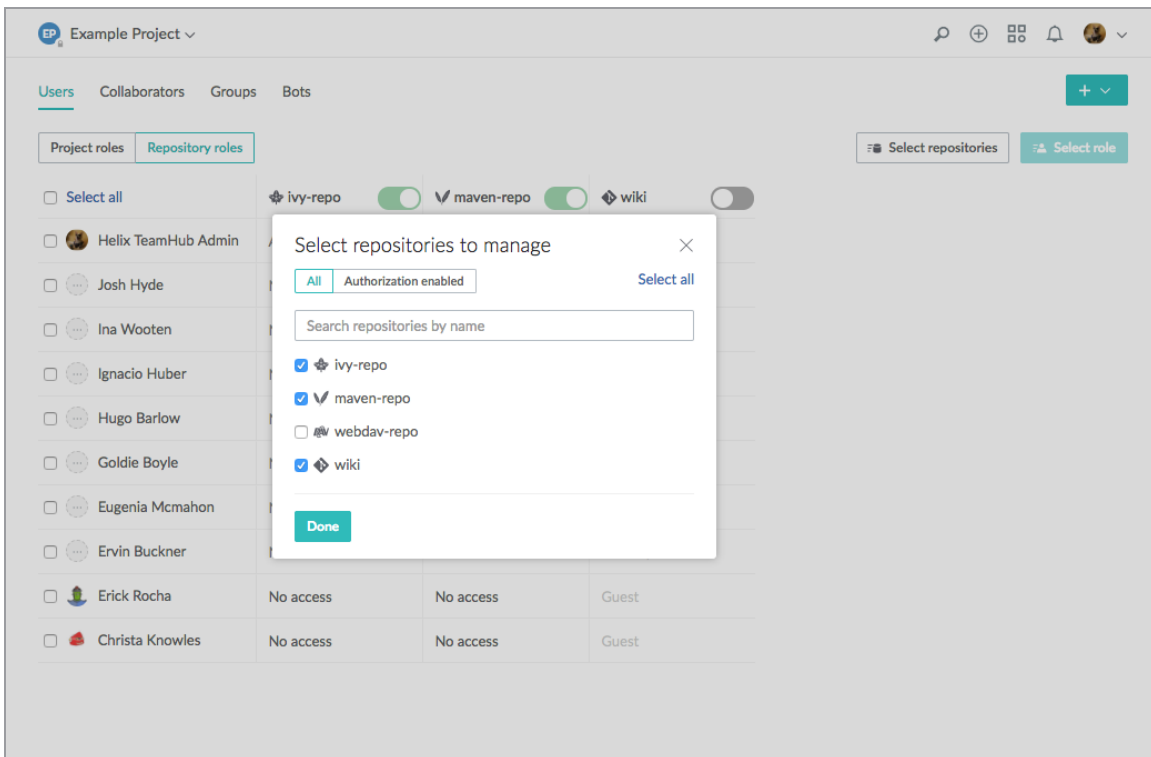 EP Example Project
Users Collaborators Groups Bots
Project roles Repository roles Select repositories Select role
Select all ivy-repo maven-repo wiki
Helix TeamHub Admin
Josh Hyde
Ina Wooten
Ignacio Huber
Hugo Barlow
Goldie Boyle
Eugenia Mcmahon
Ervin Buckner
Erick Rocha No access No access Guest
Christa Knowles No access No access Guest
Select repositories to manage
All Authorization enabled Select all
Search repositories by name
ivy-repo
maven-repo
webdav-repo
wiki
Done